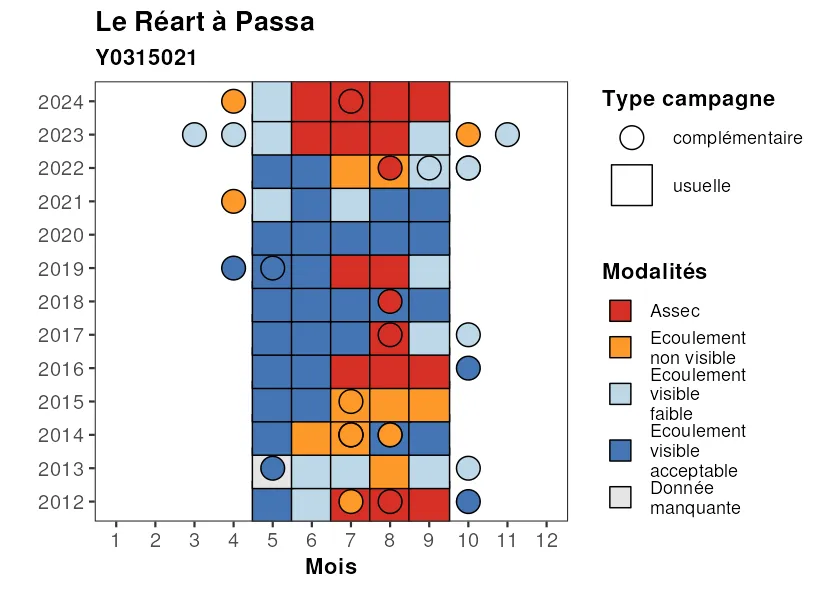 Le Réart à Passa
Y0315021
2024
2023
2022
2021
2020
2019
2018
2017
2016
2015
2014
2013
2012
1 2 3 4 5 6 7 8 9 10 11 12
Mois
Type campagne
complémentaire
usuelle
Modalités
Assec
Ecoulement
non visible
Ecoulement
visible
faible
Ecoulement
visible
acceptable
Donnée
manquante